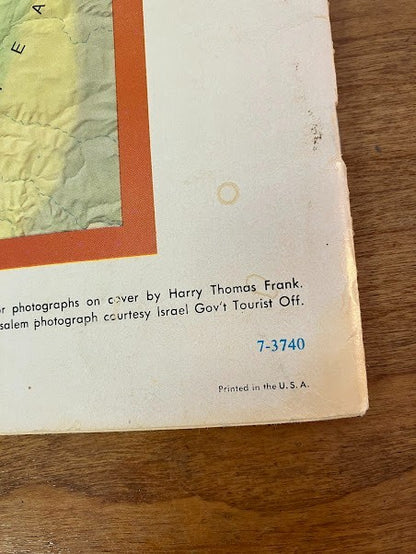 E A
or photographs on cover by Harry Thomas Frank.
salem photograph courtesy Israel Gov't Tourist Off.
7-3740
Printed in the U.S.A.